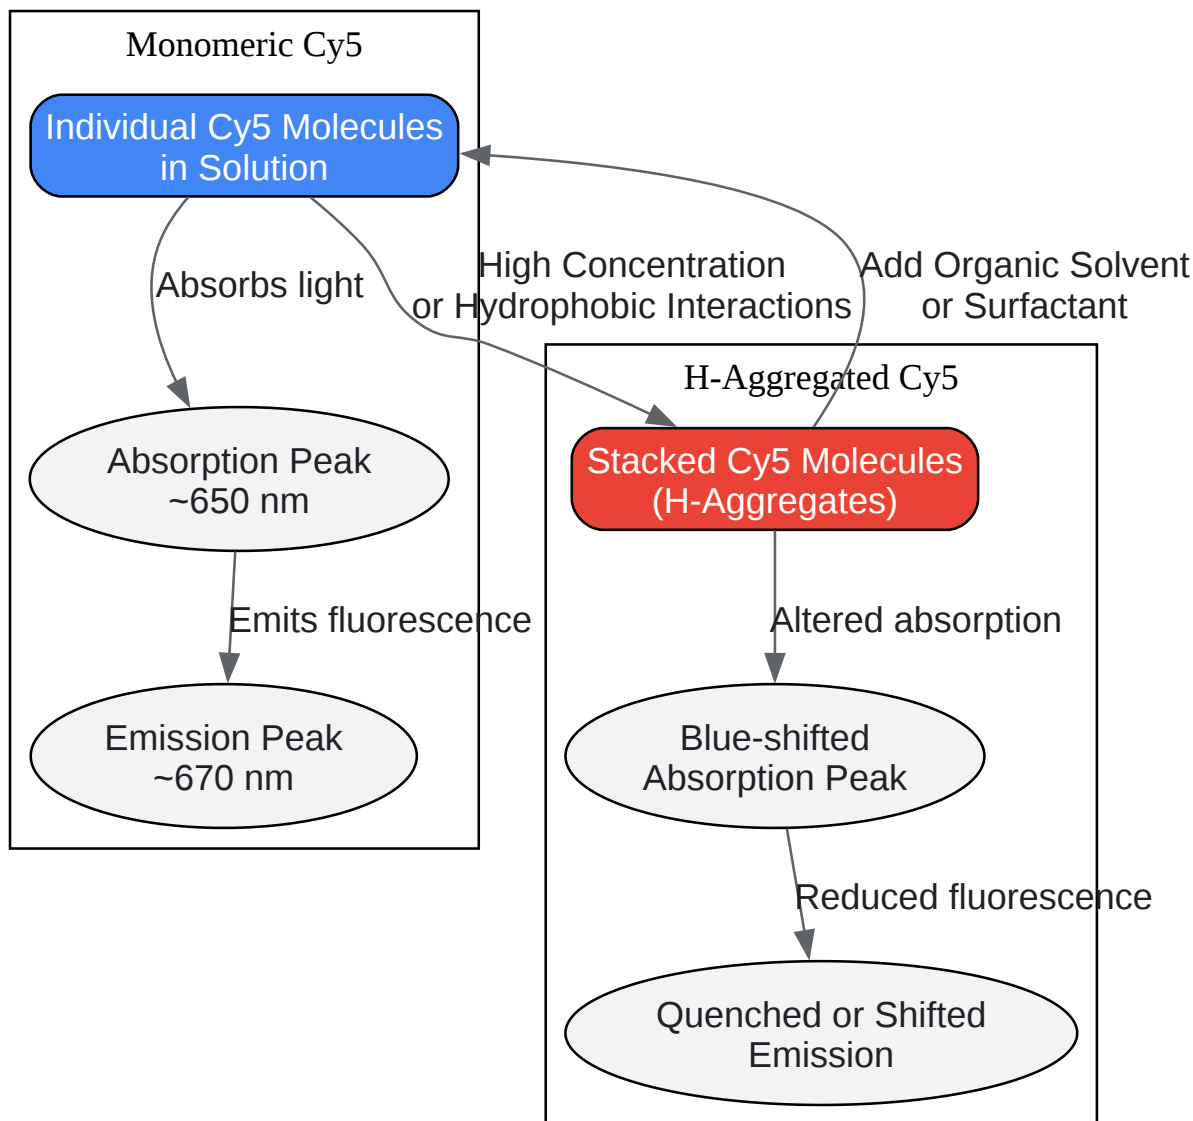 Monomeric Cy5
Individual Cy5 Molecules
in Solution
Absorbs light
High Concentration
or Hydrophobic Interactions
Add Organic Solvent
or Surfactant
Absorption Peak
~650 nm
Emits fluorescence
Emission Peak
~670 nm
H-Aggregated Cy5
Stacked Cy5 Molecules
(H-Aggregates)
Altered absorption
Blue-shifted
Absorption Peak
Reduced fluorescence
Quenched or Shifted
Emission